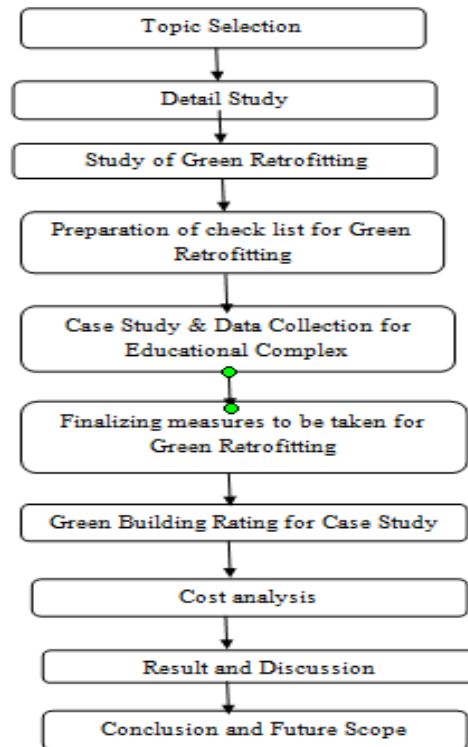 Topic Selection
Detail Study
Study of Green Retrofitting
Preparation of check list for Green
Retrofitting
Case Study & Data Collection for
Educational Complex
Finalizing measures to be taken for
Green Retrofitting
Green Building Rating for Case Study
Cost analysis
Result and Discussion
Conclusion and Future Scope